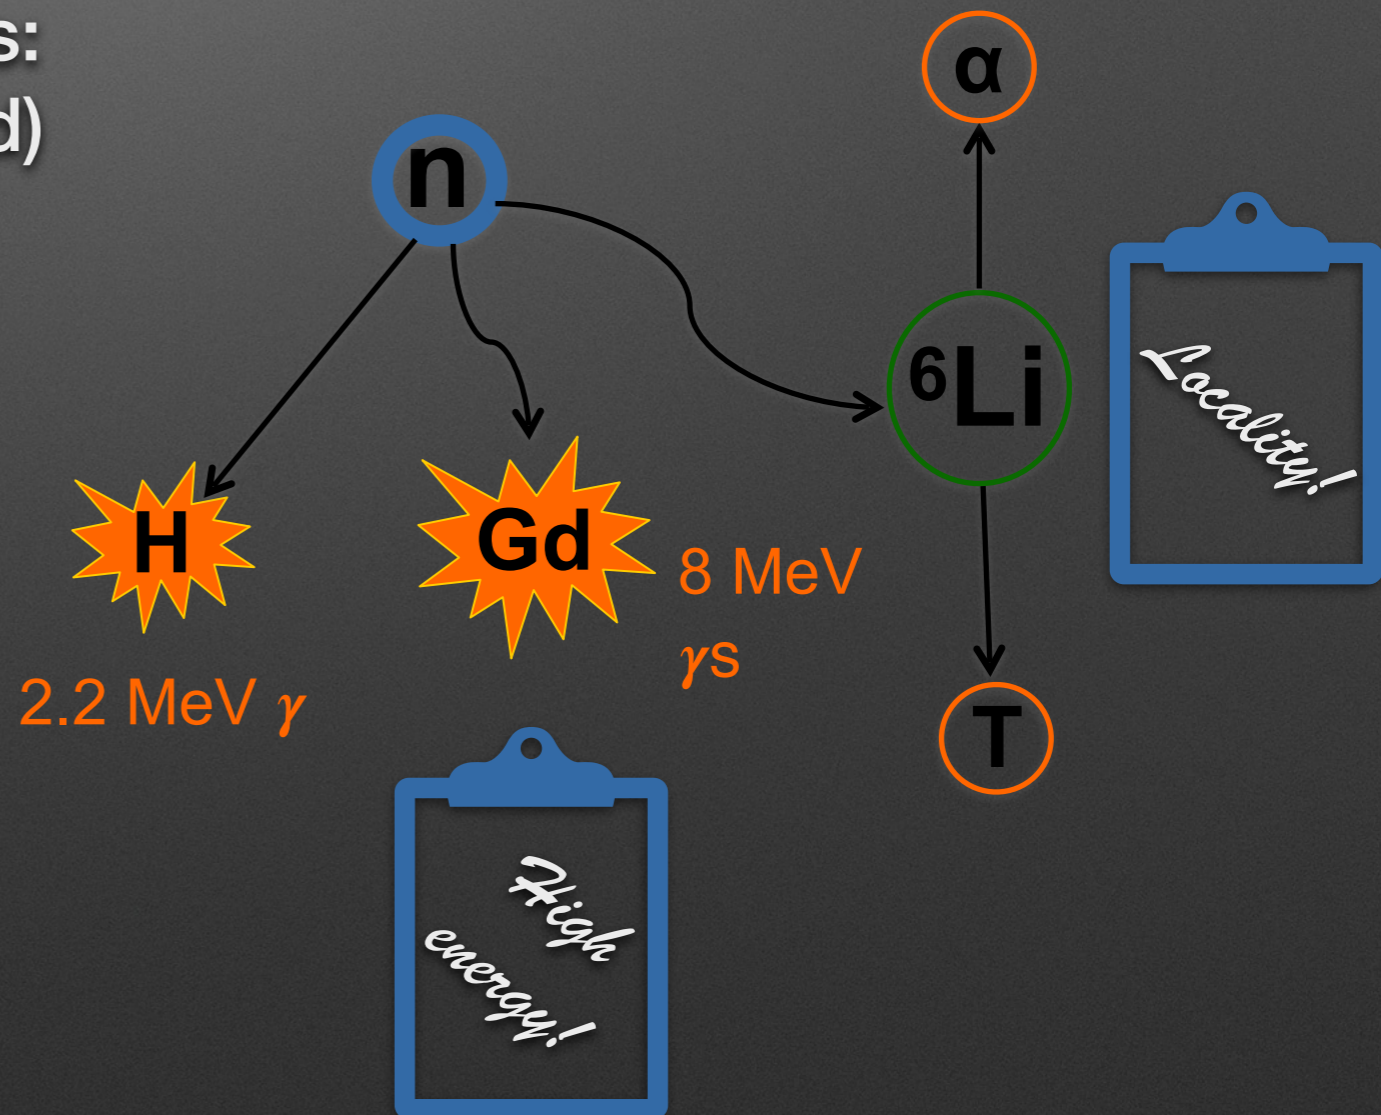 s:
d)
α
n
⁶Li
Locality!
H
Gd
8 MeV
γs
2.2 MeV γ
T
High
energy!